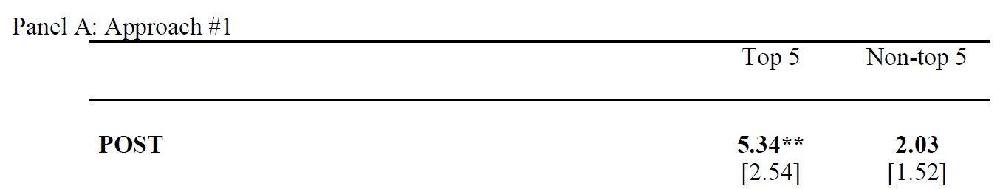 Panel A: Approach #1
Top 5 Non-top 5
POST 5.34** 2.03
[2.54] [1.52]